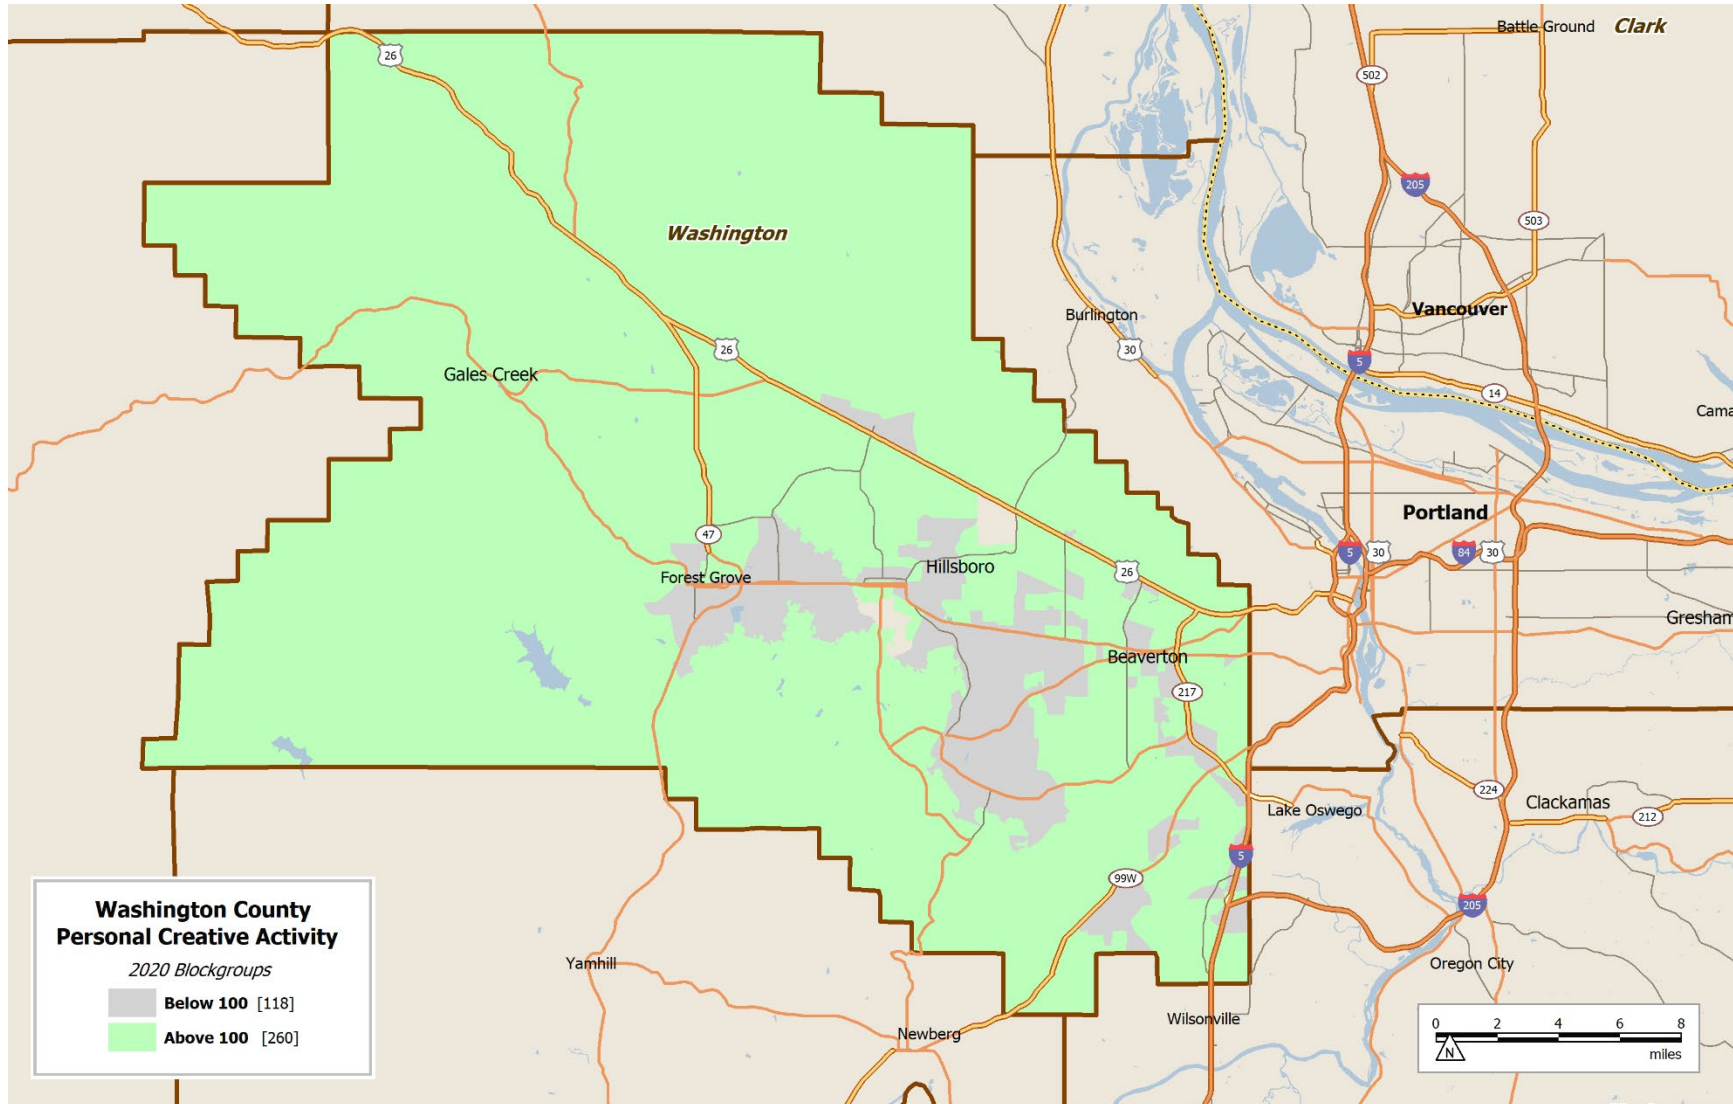 Battle Ground
Clark
26
502
205
503
Washington
Burlington
Vancouver
26
30
5
Gales Creek
14
Cama
Portland
47
5
30
84
30
Hillsboro
26
Forest Grove
Gresham
Beaverton
217
224
Clackamas
Lake Oswego
212
5
99W
205
Washington County
Personal Creative Activity
2020 Blockgroups
Below 100 [118]
Above 100 [260]
Yamhill
Oregon City
Wilsonville
Newberg
0 2 4 6 8
N
miles